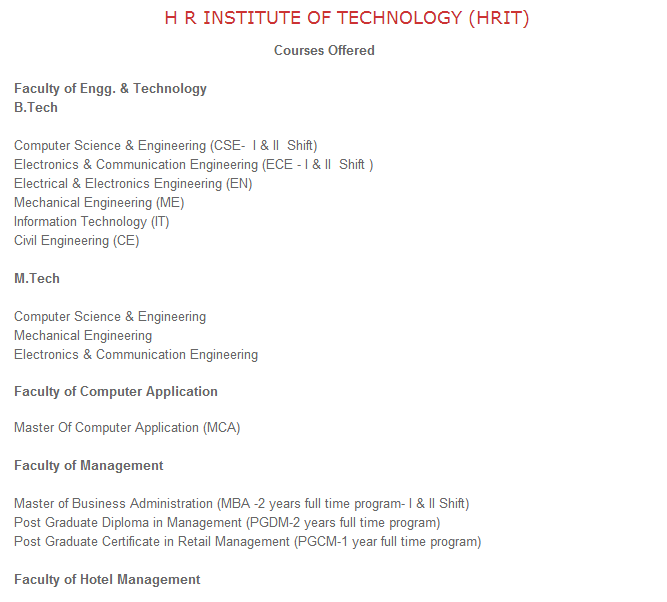 H R INSTITUTE OF TECHNOLOGY (HRIT)
Courses Offered
Faculty of Engg. & Technology
B.Tech
Computer Science & Engineering (CSE- I & II Shift)
Electronics & Communication Engineering (ECE - I & II Shift )
Electrical & Electronics Engineering (EN)
Mechanical Engineering (ME)
Information Technology (IT)
Civil Engineering (CE)
M.Tech
Computer Science & Engineering
Mechanical Engineering
Electronics & Communication Engineering
Faculty of Computer Application
Master Of Computer Application (MCA)
Faculty of Management
Master of Business Administration (MBA -2 years full time program- I & II Shift)
Post Graduate Diploma in Management (PGDM-2 years full time program)
Post Graduate Certificate in Retail Management (PGCM-1 year full time program)
Faculty of Hotel Management